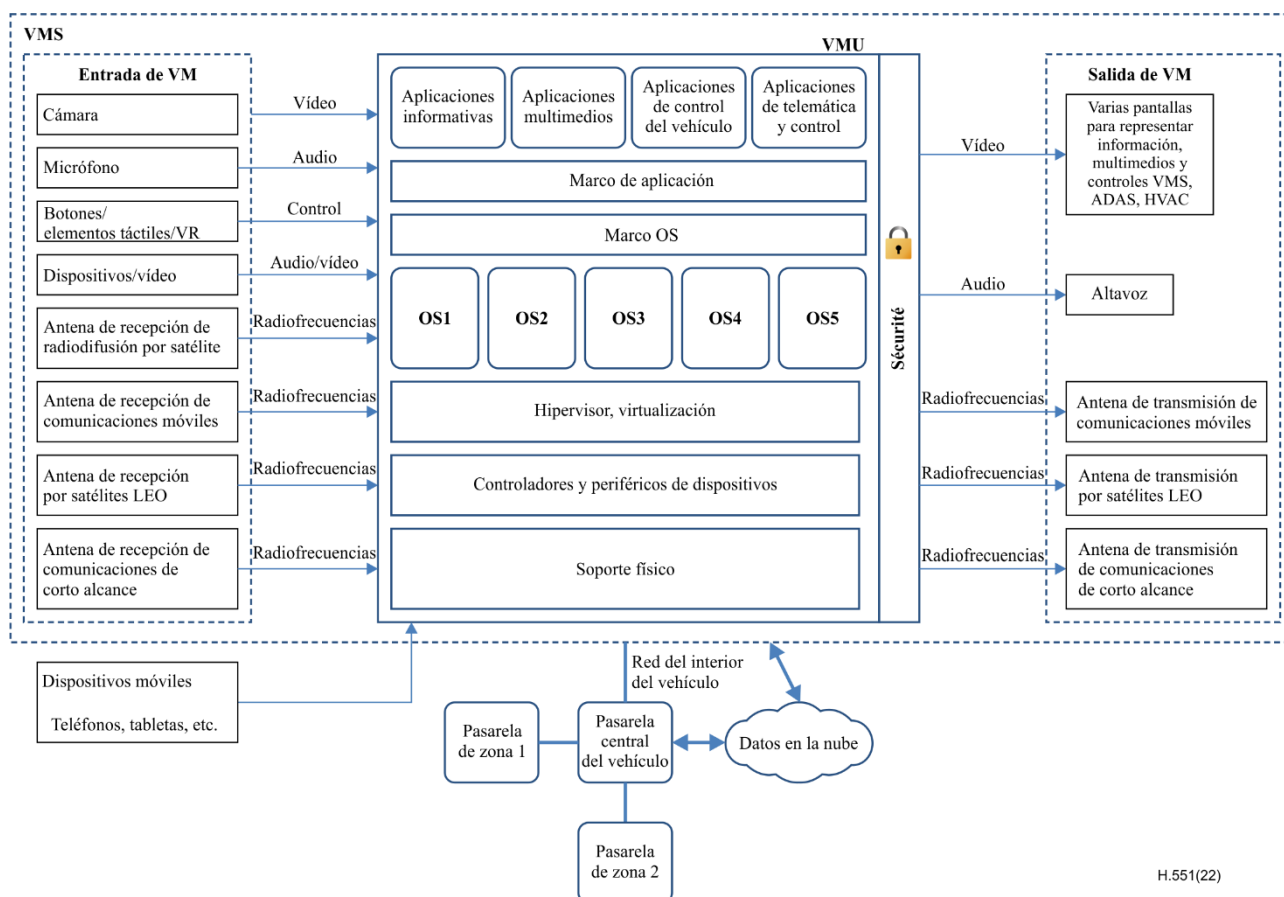 VMS
VMU
Entrada de VM
Cámara
Micrófono
Botones/
elementos táctiles/VR
Dispositivos/vídeo
Antena de recepción de
radiodifusión por satélite
Antena de recepción de
comunicaciones móviles
Antena de recepción
por satélites LEO
Antena de recepción de
comunicaciones de
corto alcance
Vídeo
Audio
Control
Audio/vídeo
Radiofrecuencias
Radiofrecuencias
Radiofrecuencias
Radiofrecuencias
Aplicaciones
informativas
Aplicaciones
multimedios
Aplicaciones
de control
del vehículo
Aplicaciones
de telemática
y control
Marco de aplicación
Marco OS
OS1
OS2
OS3
OS4
OS5
Hipervisor, virtualización
Controladores y periféricos de dispositivos
Soporte físico
Sécurité
Vídeo
Audio
Radiofrecuencias
Radiofrecuencias
Radiofrecuencias
Salida de VM
Varias pantallas
para representar
información,
multimedios y
controles VMS,
ADAS, HVAC
Altavoz
Antena de transmisión de
comunicaciones móviles
Antena de transmisión
por satélites LEO
Antena de transmisión
de comunicaciones
de corto alcance
Dispositivos móviles
Teléfonos, tabletas, etc.
Red del interior
del vehículo
Pasarela
de zona 1
Pasarela
central
del vehículo
Datos en la nube
Pasarela
de zona 2
H.551(22)